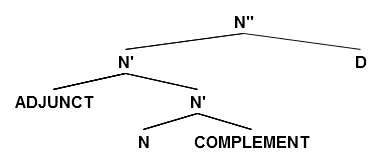 N"
N' D
ADJUNCT N'
N COMPLEMENT